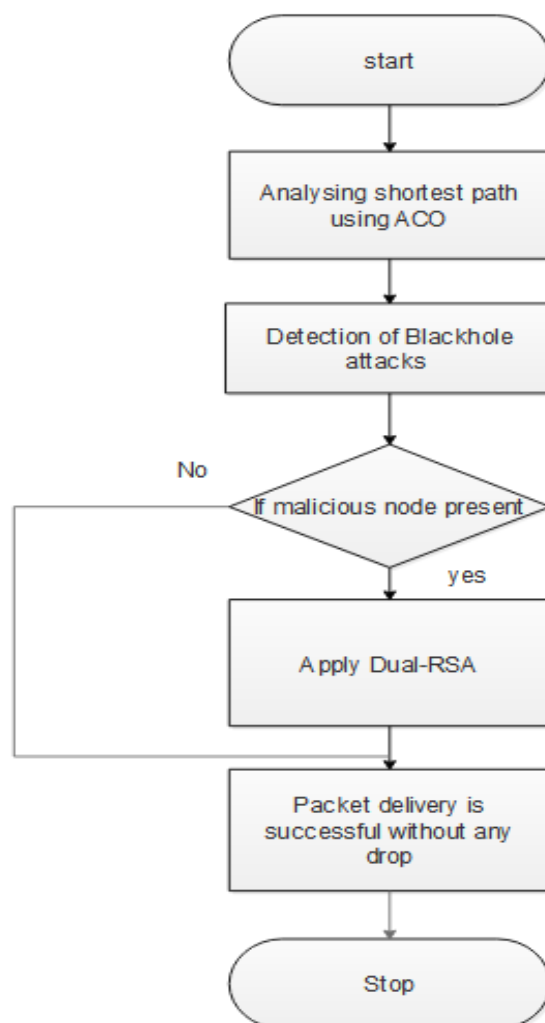 start
Analysing shortest path
using ACO
Detection of Blackhole
attacks
No
If malicious node present
yes
Apply Dual-RSA
Packet delivery is
successful without any
drop
Stop